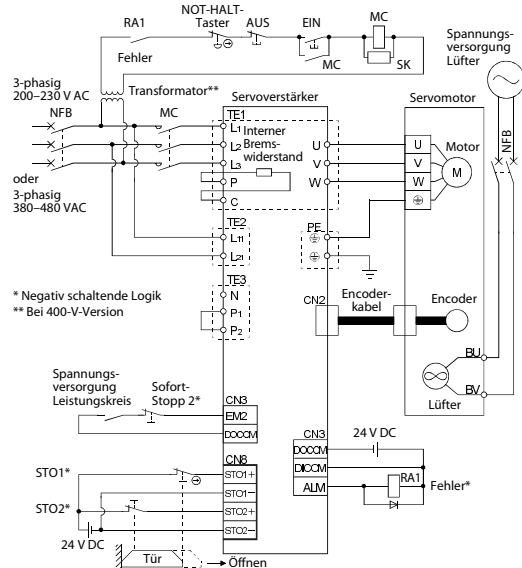 NOT-HALT-
Taster
RA1
AUS
EIN
MC
Fehler
MC
SK
Spannungs-
versorgung
Lüfter
3-phasig
200–230 V AC
Transformator**
NFB
MC
oder
3-phasig
380–480 VAC
Servoverstärker
TE1
L1
L2
L3
P
C
Interner
Brems-
widerstand
U
V
W
Servomotor
U
V
W
Motor
M
NFB
TE2
L11
L21
PE
TE3
N
P1
P2
CN2
Encoder-
kabel
Encoder
* Negativ schaltende Logik
** Bei 400-V-Version
BU
BV
Lüfter
Spannungs-
versorgung
Leistungskreis
Sofort-
Stopp 2*
CN3
EM2
DOCOM
CN3
DOCOM
DICOM
ALM
24 V DC
RA1
Fehler*
CN8
STO1+
STO1−
STO2+
STO2−
STO1*
STO2*
24 V DC
Tür
Öffnen